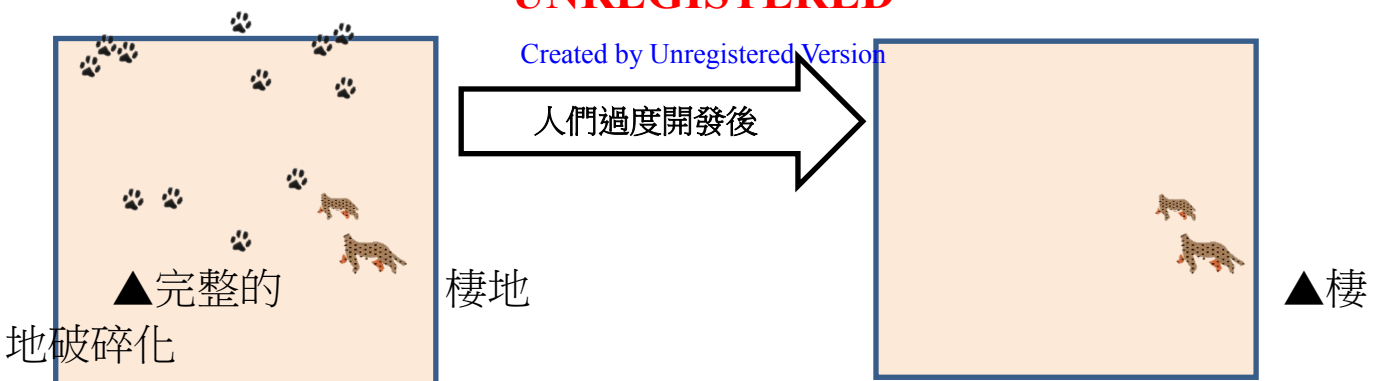 UNREGISTERED
Created by Unregistered Version
人們過度開發後
▲完整的棲地 ▲棲
地破碎化